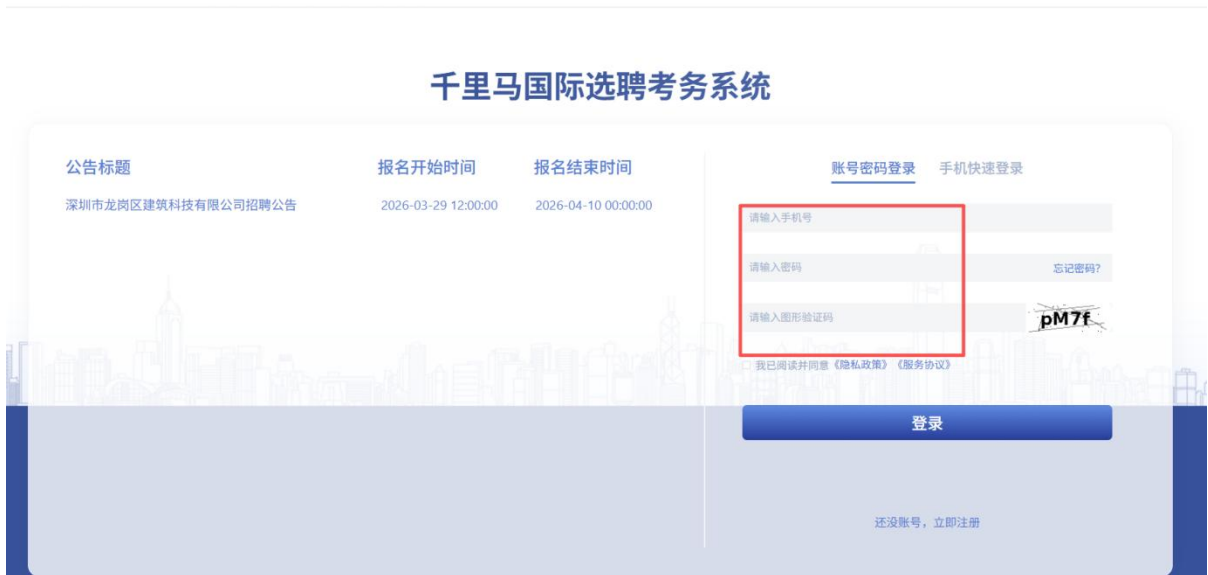 千里马国际选聘考务系统
公告标题 报名开始时间 报名结束时间
深圳市龙岗区建筑科技有限公司招聘公告 2026-03-29 12:00:00 2026-04-10 00:00:00
账号密码登录 手机快速登录
请输入手机号
请输入密码 忘记密码?
请输入图形验证码 pM7f
我已阅读并同意《隐私政策》《服务协议》
登录
还没账号，立即注册